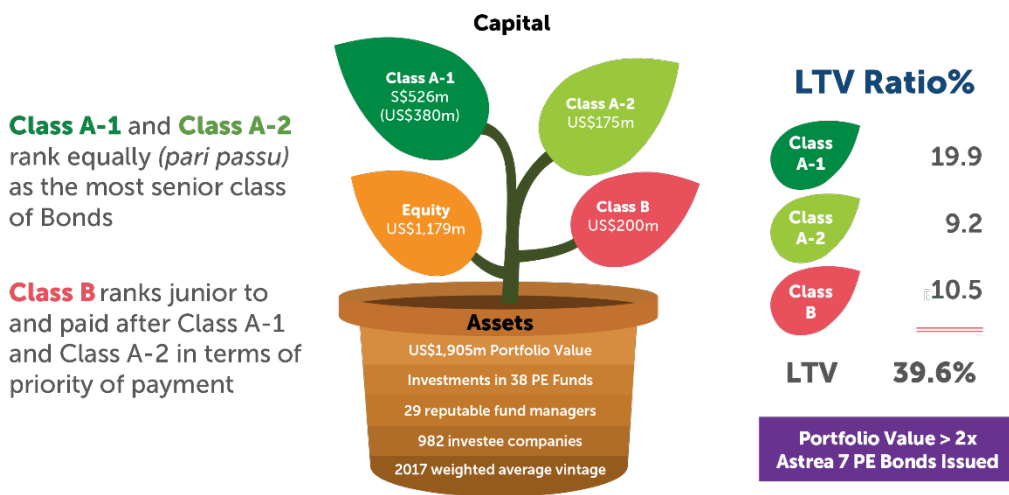 Capital
Class A-1 and Class A-2
rank equally (pari passu)
as the most senior class
of Bonds
Class B ranks junior to
and paid after Class A-1
and Class A-2 in terms of
priority of payment
Class A-1
S$526m
(US$380m)
Class A-2
US$175m
Equity
US$1,179m
Class B
US$200m
Assets
US$1,905m Portfolio Value
Investments in 38 PE Funds
29 reputable fund managers
982 investee companies
2017 weighted average vintage
LTV Ratio%
Class
A-1
19.9
Class
A-2
9.2
Class
B
10.5
LTV 39.6%
Portfolio Value > 2x
Astrea 7 PE Bonds Issued